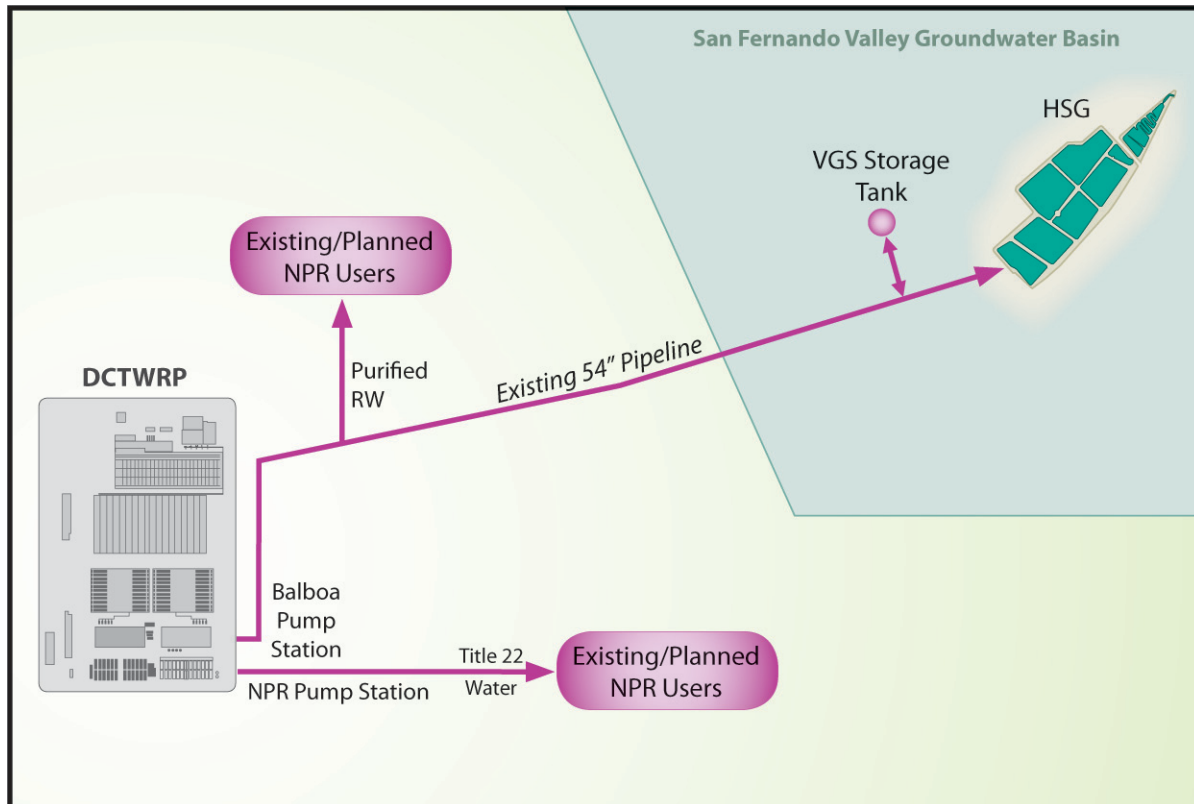 San Fernando Valley Groundwater Basin
HSG
VGS Storage
Tank
Existing/Planned
NPR Users
Purified
RW
Existing 54” Pipeline
DCTWRP
Balboa
Pump
Station
NPR Pump Station
Title 22
Water
Existing/Planned
NPR Users